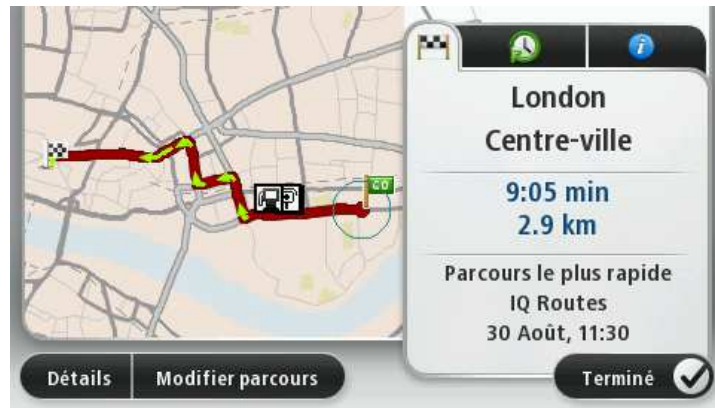 GO
London
Centre-ville
9:05 min
2.9 km
Parcours le plus rapide
IQ Routes
30 Août, 11:30
Détails
Modifier parcours
Terminé